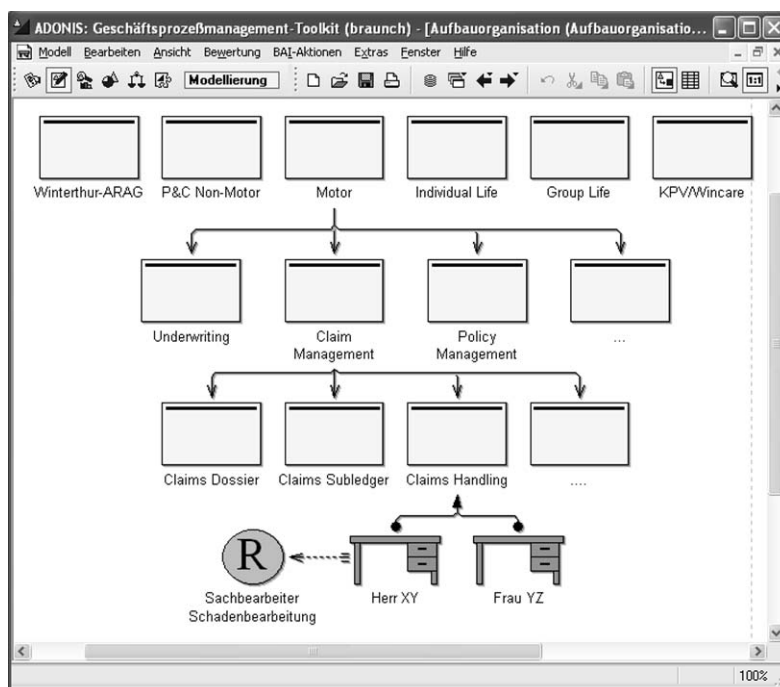 ADONIS: Geschäftsprozeßmanagement-Toolkit (braunch) - [Aufbauorganisation (Aufbauorganisatio...
Modell Bearbeiten Ansicht Bewertung BAI-Aktionen Extras Fenster Hilfe
Modellierung
1:1
Winterthur-ARAG P&C Non-Motor Motor Individual Life Group Life KPV/Wincare
Underwriting Claim Management Policy Management ...
Claims Dossier Claims Subledger Claims Handling ....
R
Sachbearbeiter Schadenbearbeitung Herr XY Frau YZ
100%